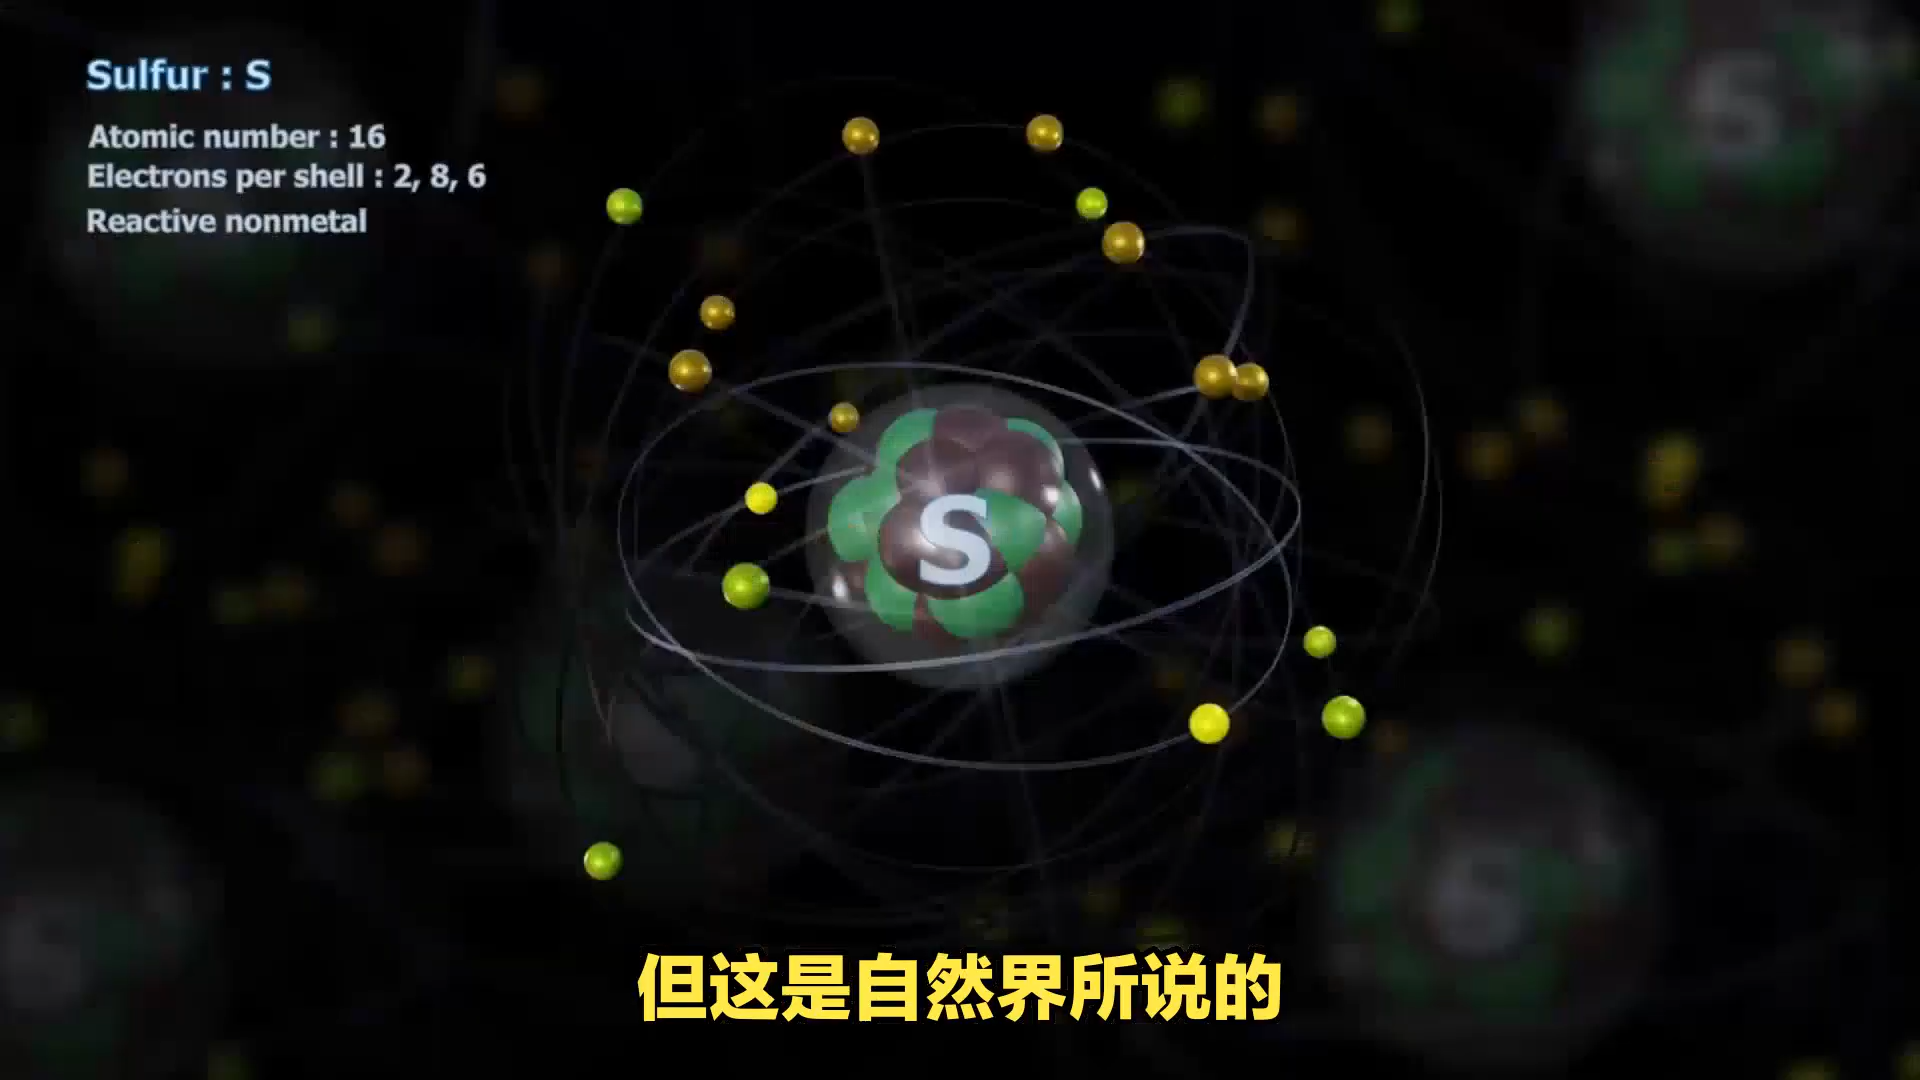 Sulfur : S
Atomic number : 16
Electrons per shell : 2, 8, 6
Reactive nonmetal
S
S
S
但这是自然界所说的